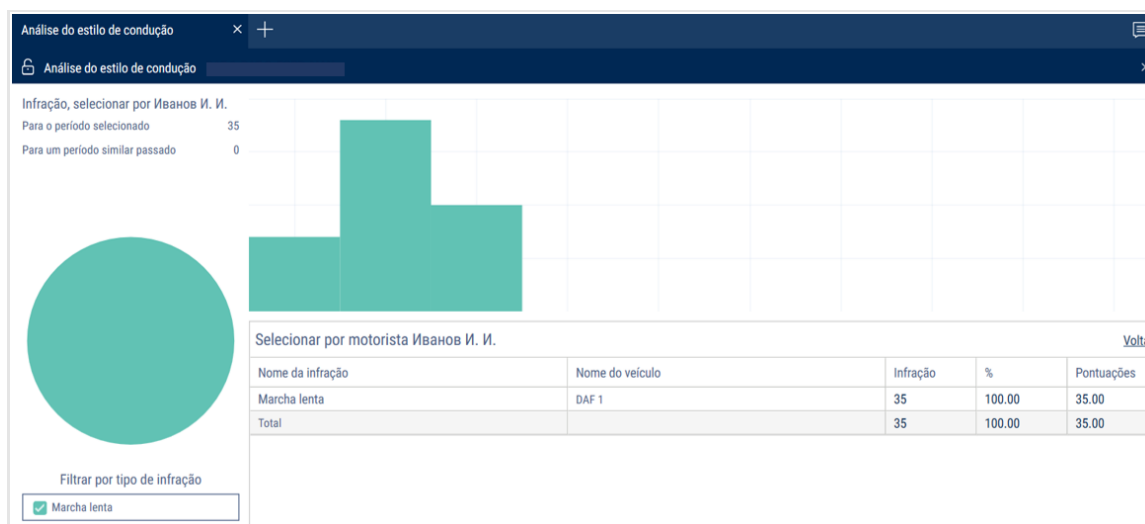 Análise do estilo de condução
Análise do estilo de condução
Infração, selecionar por Иванов И. И.
Para o período selecionado 35
Para um período similar passado 0
Selecionar por motorista Иванов И. И. Volta
Nome da infração Nome do veículo Infração % Pontuações
Marcha lenta DAF 1 35 100.00 35.00
Total 35 100.00 35.00
Filtrar por tipo de infração
Marcha lenta